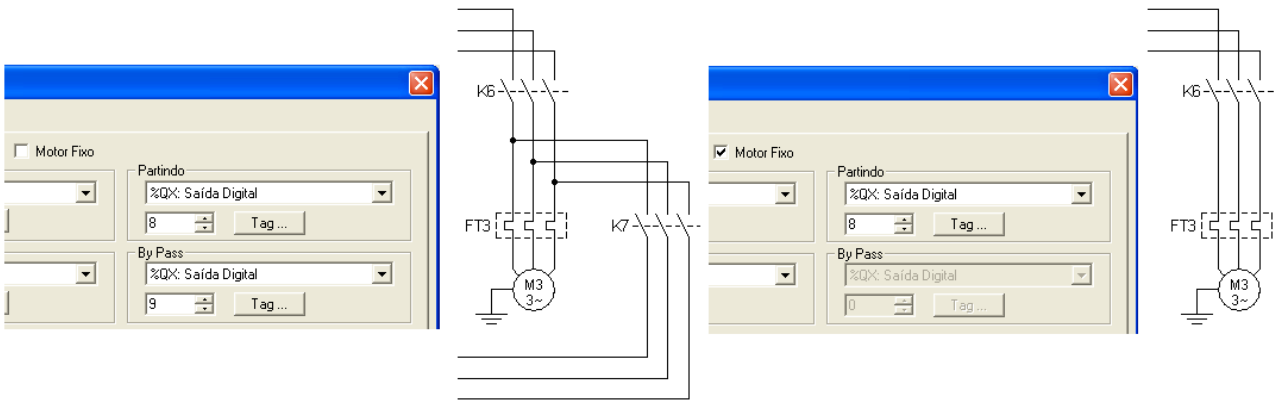 K6
Motor Fixo
Partindo
%QX: Saída Digital
8
Tag ...
By Pass
%QX: Saída Digital
9
Tag ...
FT3
K7
M3
3~
K6
Motor Fixo
Partindo
%QX: Saída Digital
8
Tag ...
By Pass
%QX: Saída Digital
0
Tag ...
FT3
M3
3~